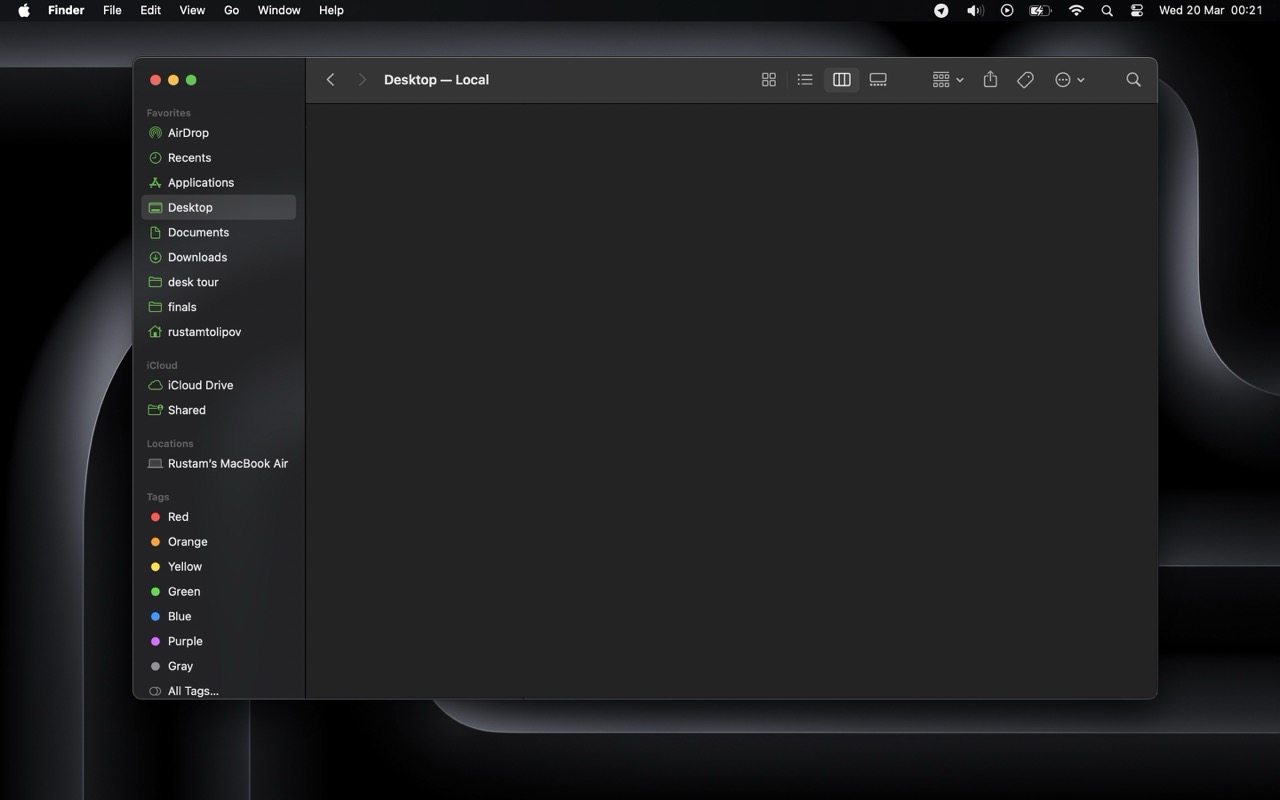 Finder File Edit View Go Window Help Wed 20 Mar 00:21
Desktop — Local
Favorites
AirDrop
Recents
Applications
Desktop
Documents
Downloads
desk tour
finals
rustamtolipov
iCloud
iCloud Drive
Shared
Locations
Rustam's MacBook Air
Tags
Red
Orange
Yellow
Green
Blue
Purple
Gray
All Tags...